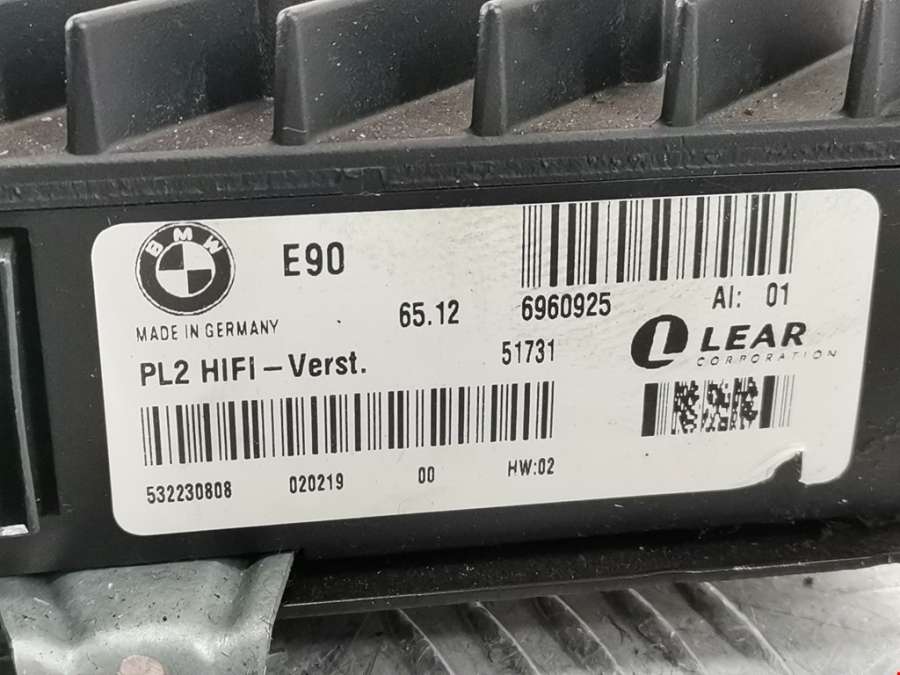 BMW
E90
MADE IN GERMANY
65.12 6960925 AI: 01
PL2 HIFI-Verst. 51731
LEAR
CORPORATION
532230808 020219 00 HW:02